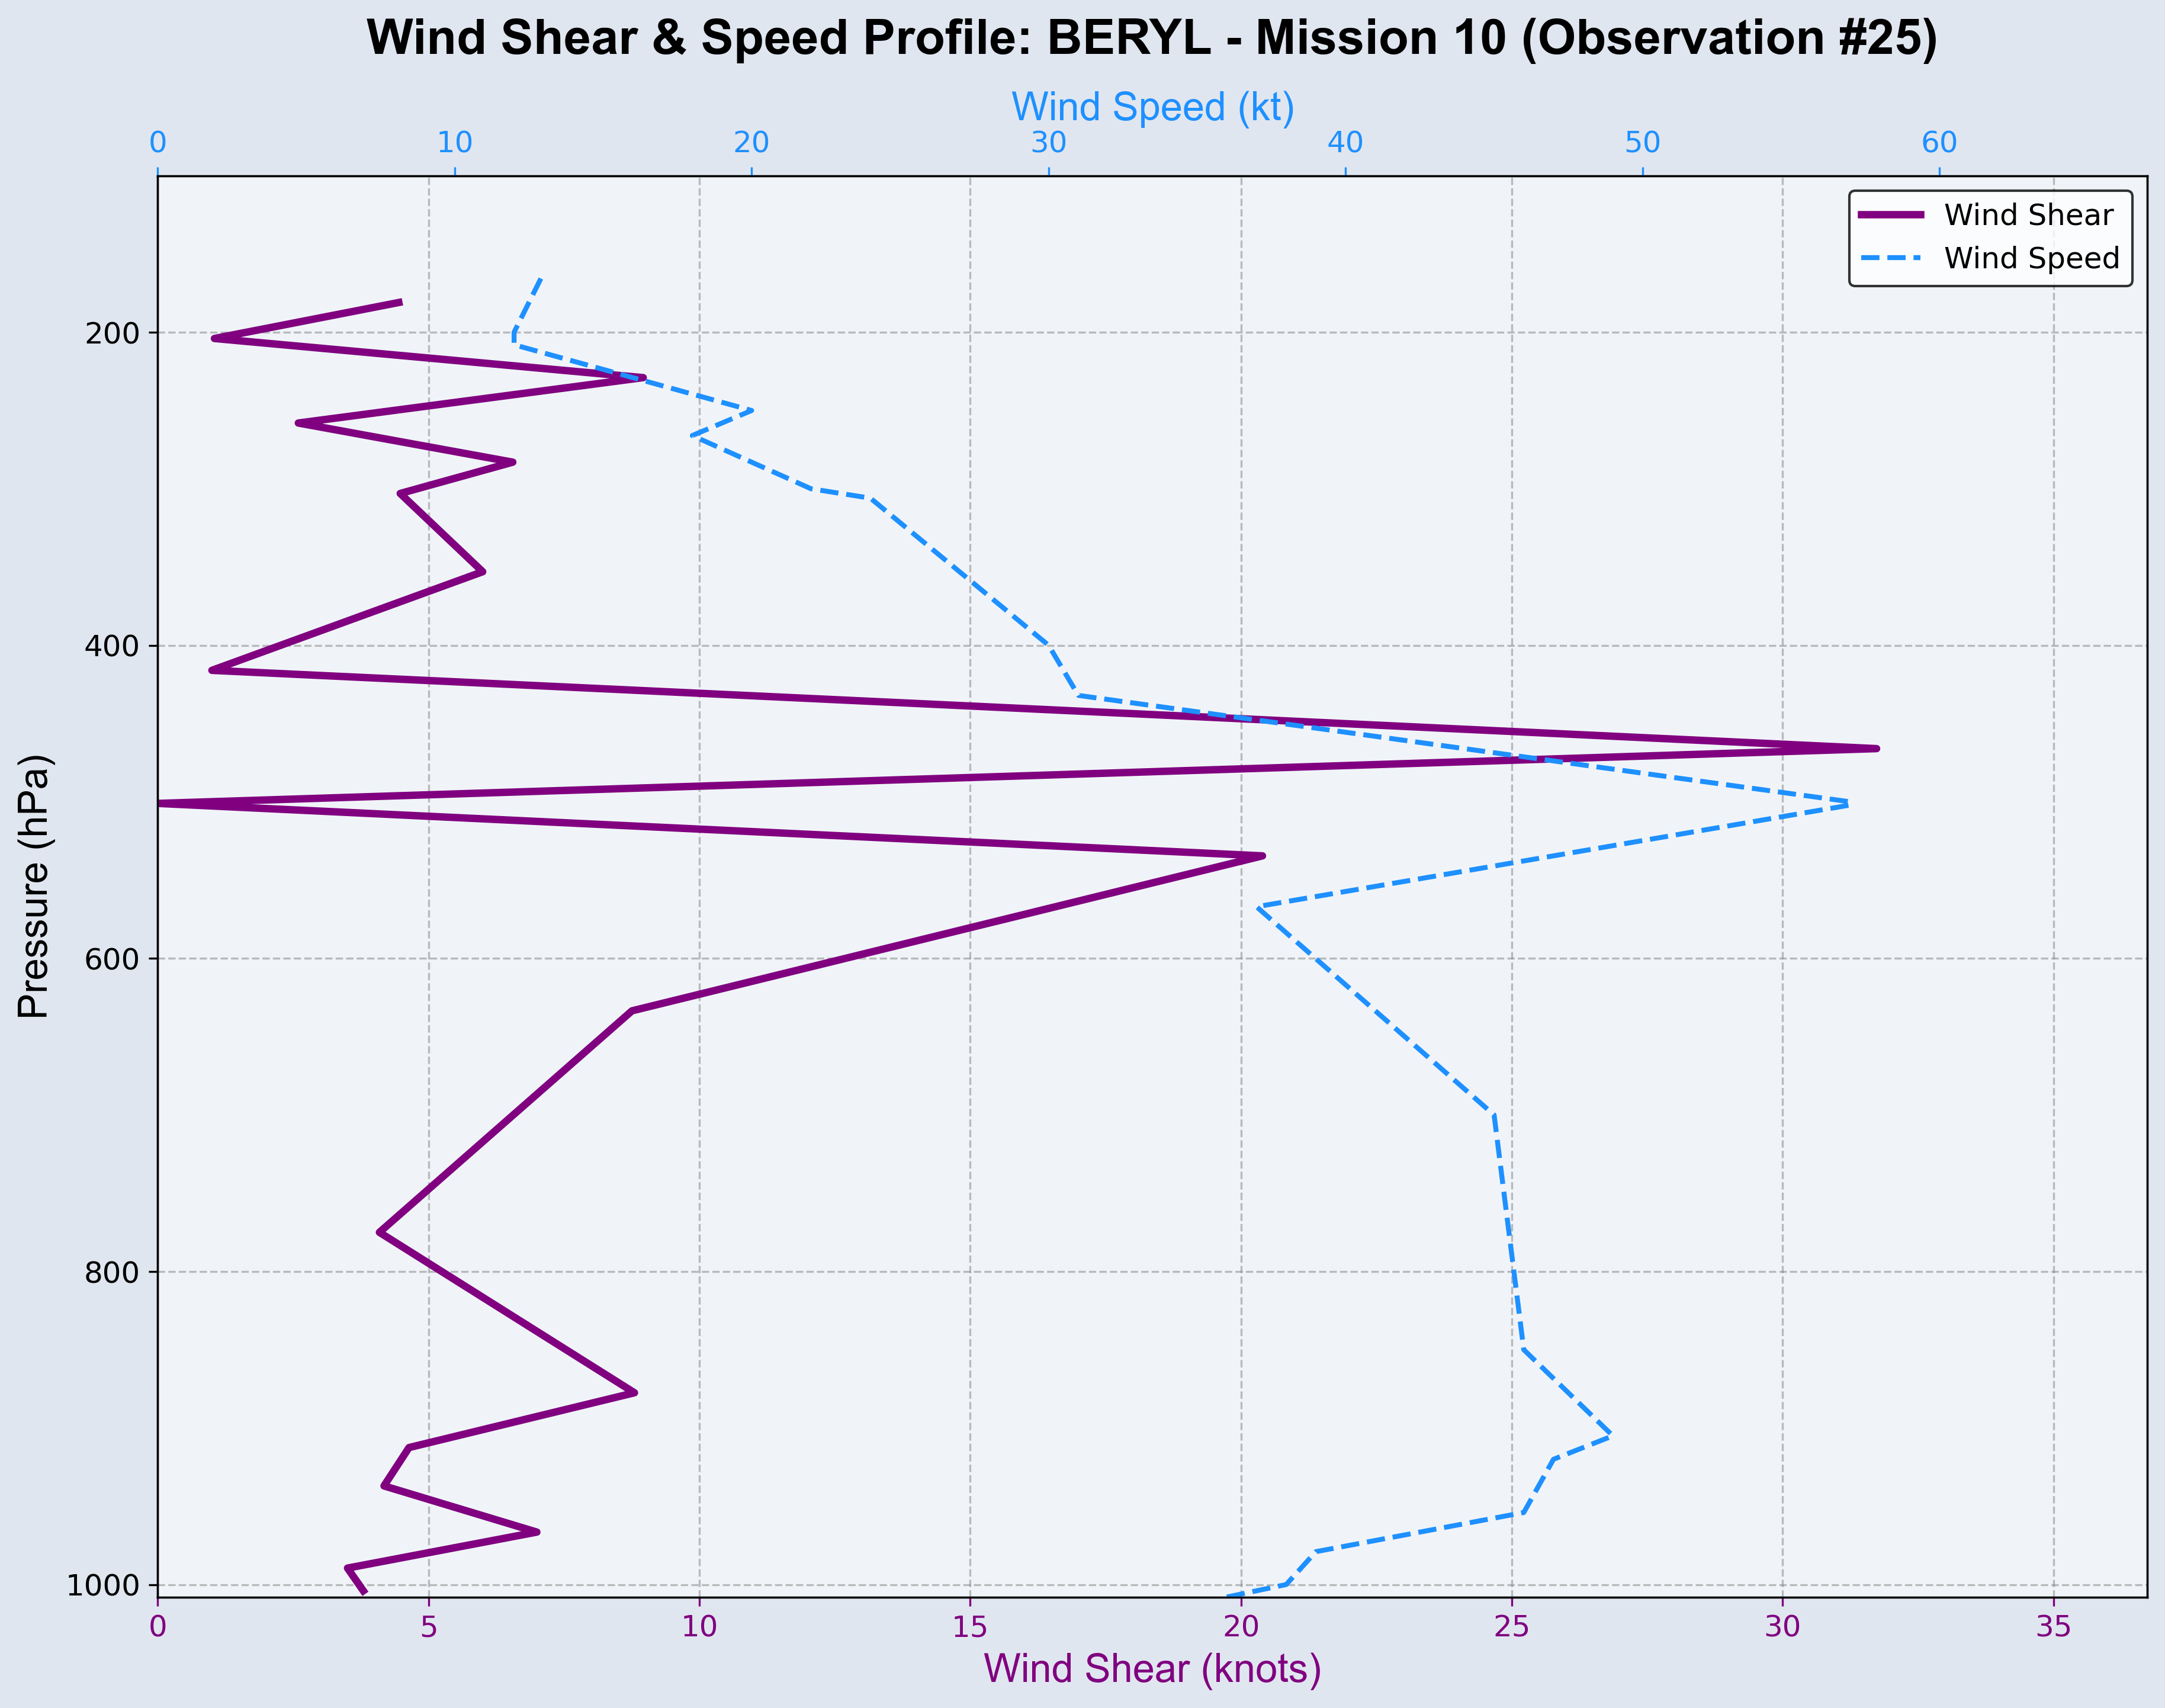 Wind Shear & Speed Profile: BERYL - Mission 10 (Observation #25)
Wind Speed (kt)
0 10 20 30 40 50 60
Wind Shear
Wind Speed
200
400
600
800
1000
Pressure (hPa)
0 5 10 15 20 25 30 35
Wind Shear (knots)